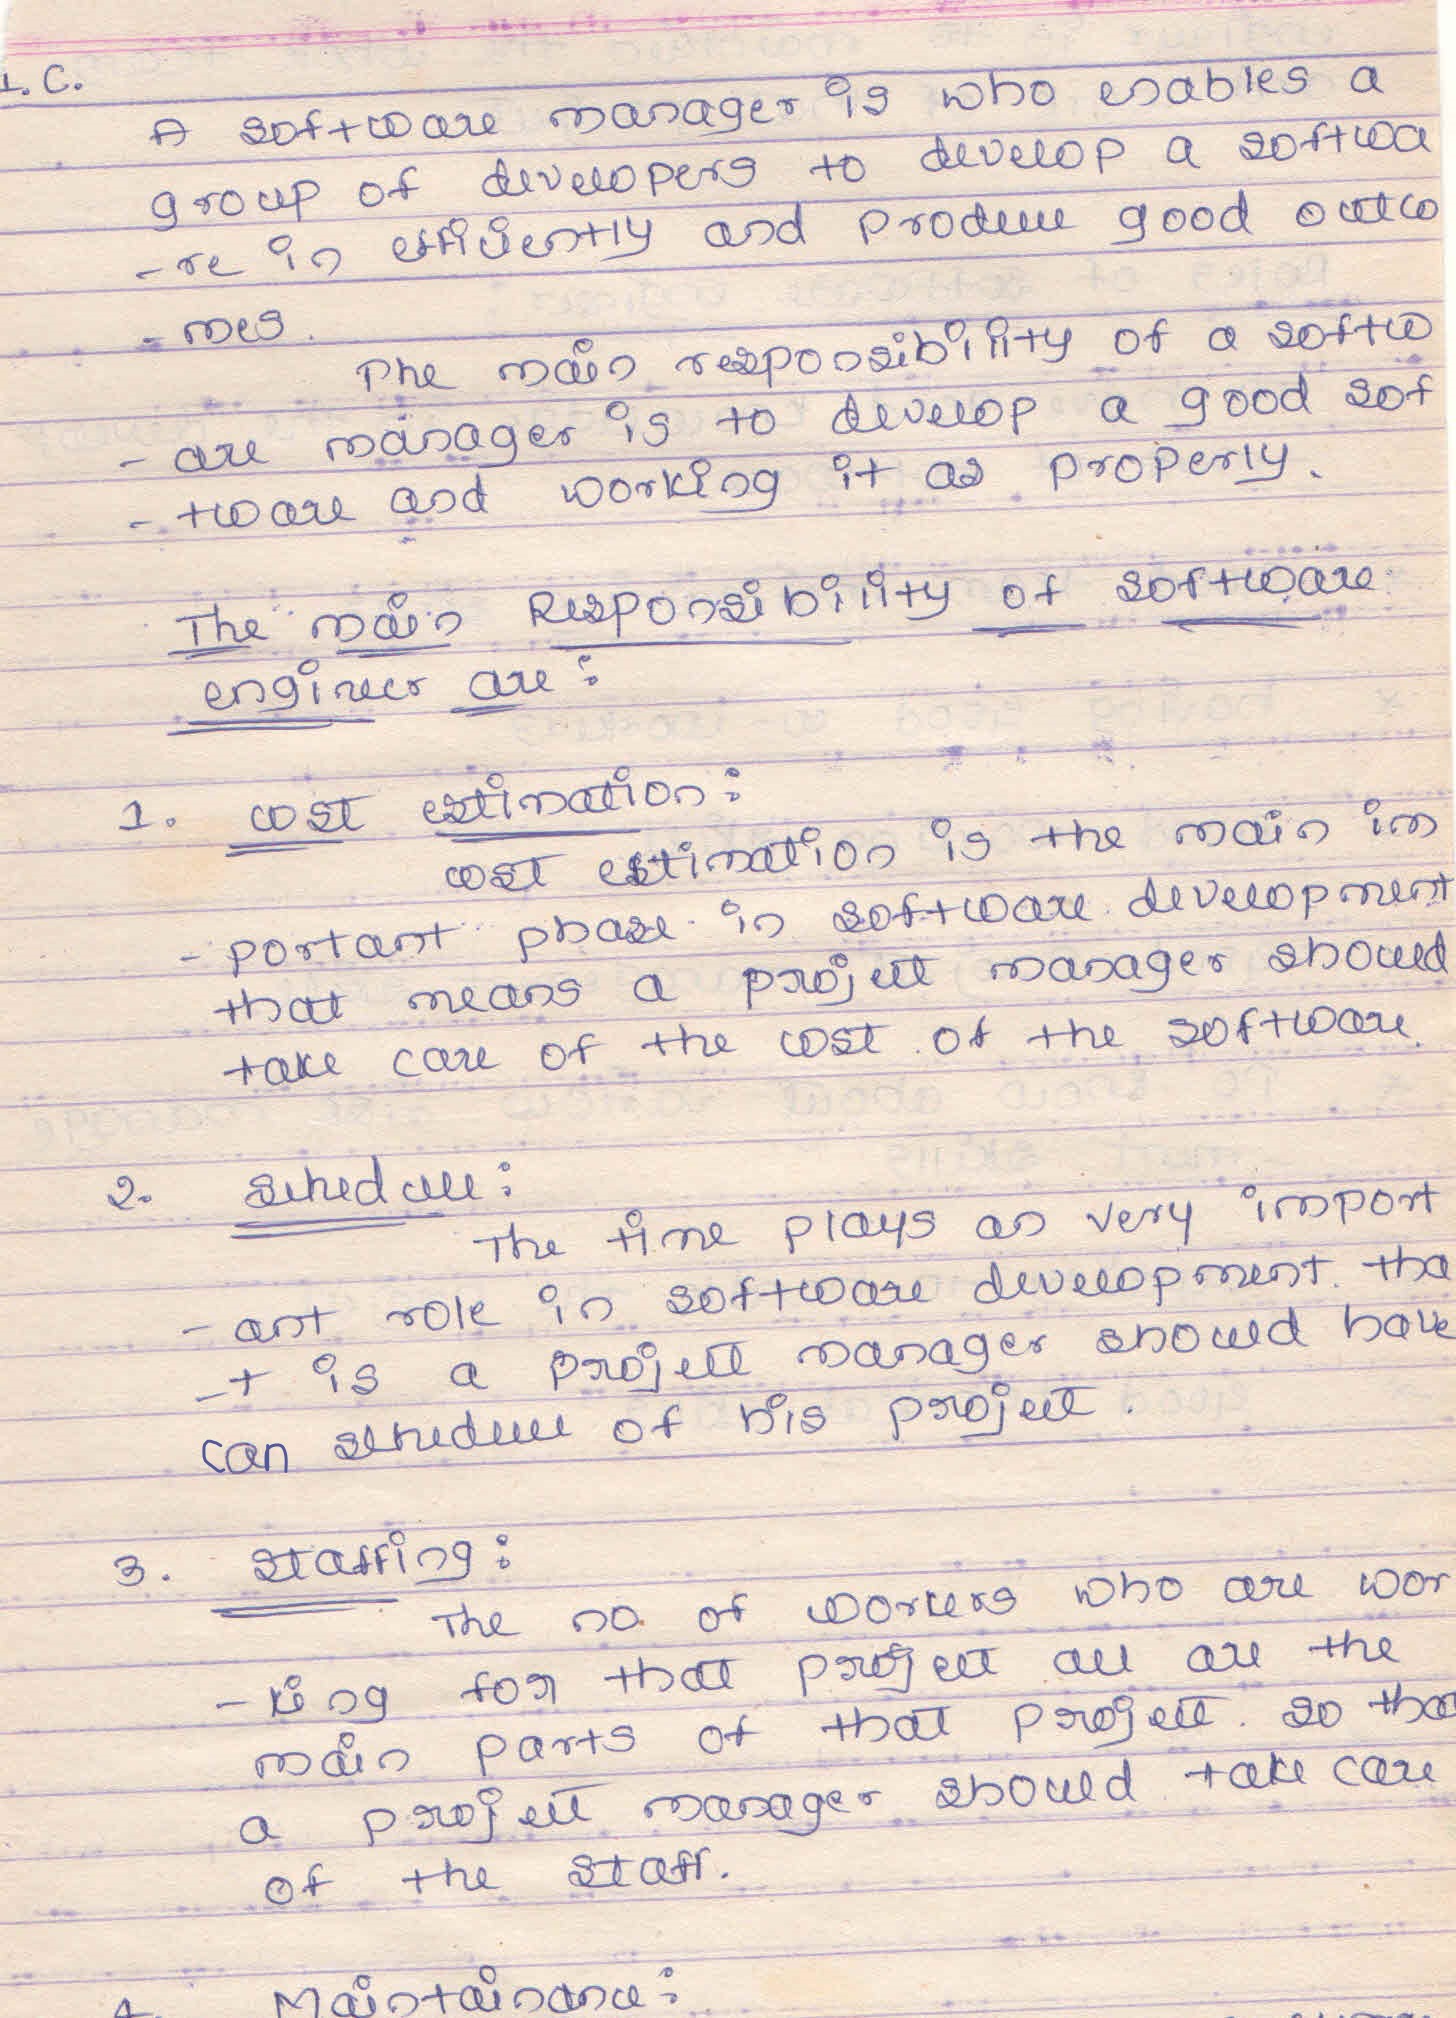 1. C.
A software manager is who enables a
group of developers to develop a softwa
- re in efficiently and produce good outco
- mes.
The main responsibility of a softw
- are manager is to develop a good sof
- tware and working it as properly.
The main Responsibility of software
engineer are:
1. cost estimation:
cost estimation is the main im
- portant phase in software development
that means a project manager should
take care of the cost of the software.
2. schedule:
The time plays an very import
- ant role in software development. tha
- t is a project manager should have
can schedule of his project.
3. staffing:
The no. of workers who are wor
- king for that project all are the
main parts of that project. so that
a project manager should take care
of the staff.
4. Maintainance: